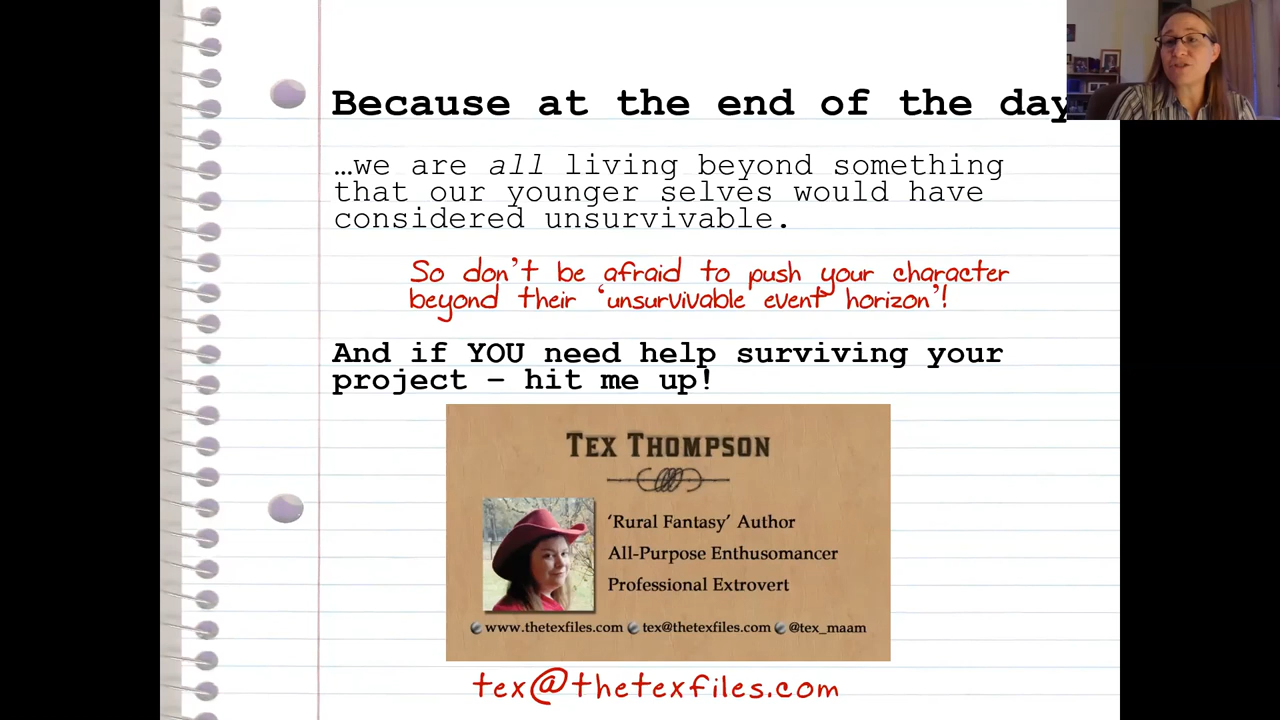 Because at the end of the day
…we are all living beyond something
that our younger selves would have
considered unsurvivable.
So don't be afraid to push your character
beyond their 'unsurvivable event horizon'!
And if YOU need help surviving your
project – hit me up!
TEX THOMPSON
'Rural Fantasy' Author
All-Purpose Enthusomancer
Professional Extrovert
www.thetexfiles.com tex@thetexfiles.com @tex_maam
tex@thetexfiles.com